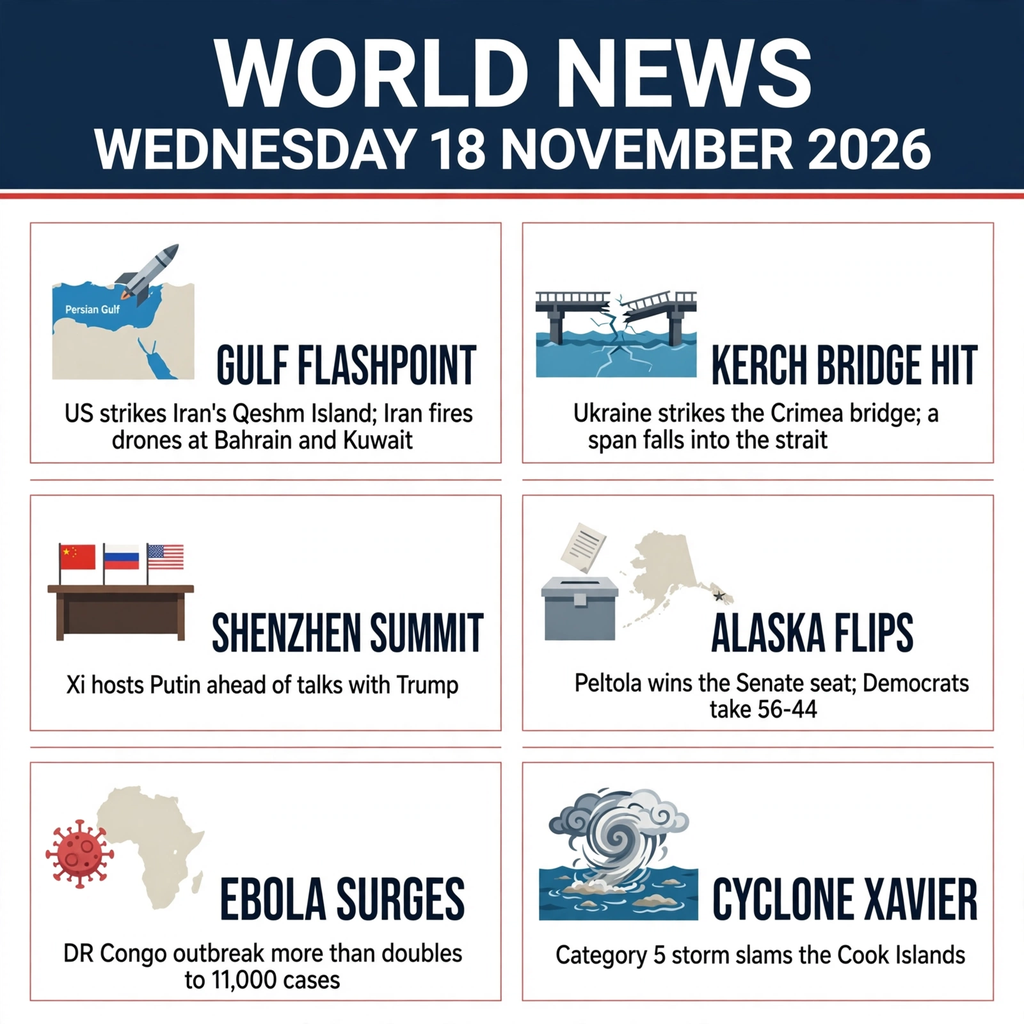 WORLD NEWS
WEDNESDAY 18 NOVEMBER 2026
Persian Gulf
GULF FLASHPOINT
US strikes Iran's Qeshm Island; Iran fires
drones at Bahrain and Kuwait
KERCH BRIDGE HIT
Ukraine strikes the Crimea bridge; a
span falls into the strait
SHENZHEN SUMMIT
Xi hosts Putin ahead of talks with Trump
ALASKA FLIPS
Peltola wins the Senate seat; Democrats
take 56-44
EBOLA SURGES
DR Congo outbreak more than doubles
to 11,000 cases
CYCLONE XAVIER
Category 5 storm slams the Cook Islands